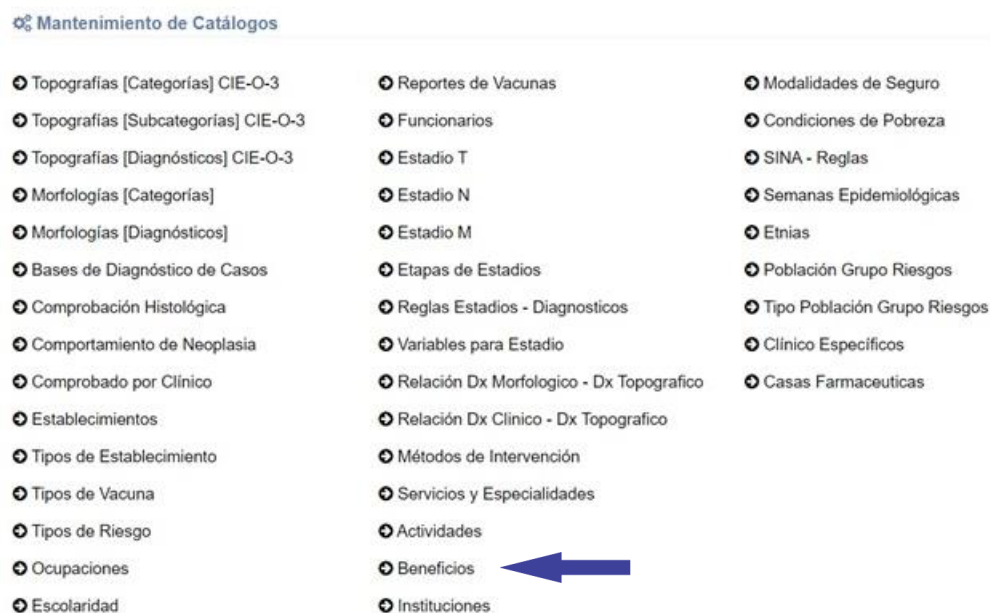 Mantenimiento de Catálogos
Topografías [Categorías] CIE-O-3
Topografías [Subcategorías] CIE-O-3
Topografías [Diagnósticos] CIE-O-3
Morfologías [Categorías]
Morfologías [Diagnósticos]
Bases de Diagnóstico de Casos
Comprobación Histológica
Comportamiento de Neoplasia
Comprobado por Clínico
Establecimientos
Tipos de Establecimiento
Tipos de Vacuna
Tipos de Riesgo
Ocupaciones
Escolaridad
Reportes de Vacunas
Funcionarios
Estadio T
Estadio N
Estadio M
Etapas de Estadios
Reglas Estadios - Diagnosticos
Variables para Estadio
Relación Dx Morfologico - Dx Topografico
Relación Dx Clinico - Dx Topografico
Métodos de Intervención
Servicios y Especialidades
Actividades
Beneficios
Instituciones
Modalidades de Seguro
Condiciones de Pobreza
SINA - Reglas
Semanas Epidemiológicas
Etnias
Población Grupo Riesgos
Tipo Población Grupo Riesgos
Clínico Específicos
Casas Farmaceuticas